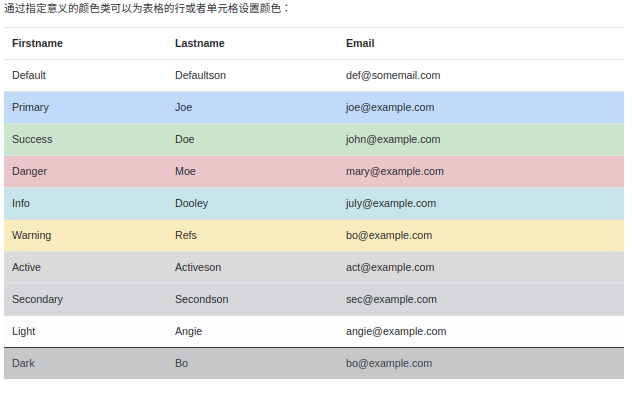 通过指定意义的颜色类可以为表格的行或者单元格设置颜色：
Firstname Lastname Email
Default Defaultson def@somemail.com
Primary Joe joe@example.com
Success Doe john@example.com
Danger Moe mary@example.com
Info Dooley july@example.com
Warning Refs bo@example.com
Active Activeson act@example.com
Secondary Secondson sec@example.com
Light Angie angie@example.com
Dark Bo bo@example.com